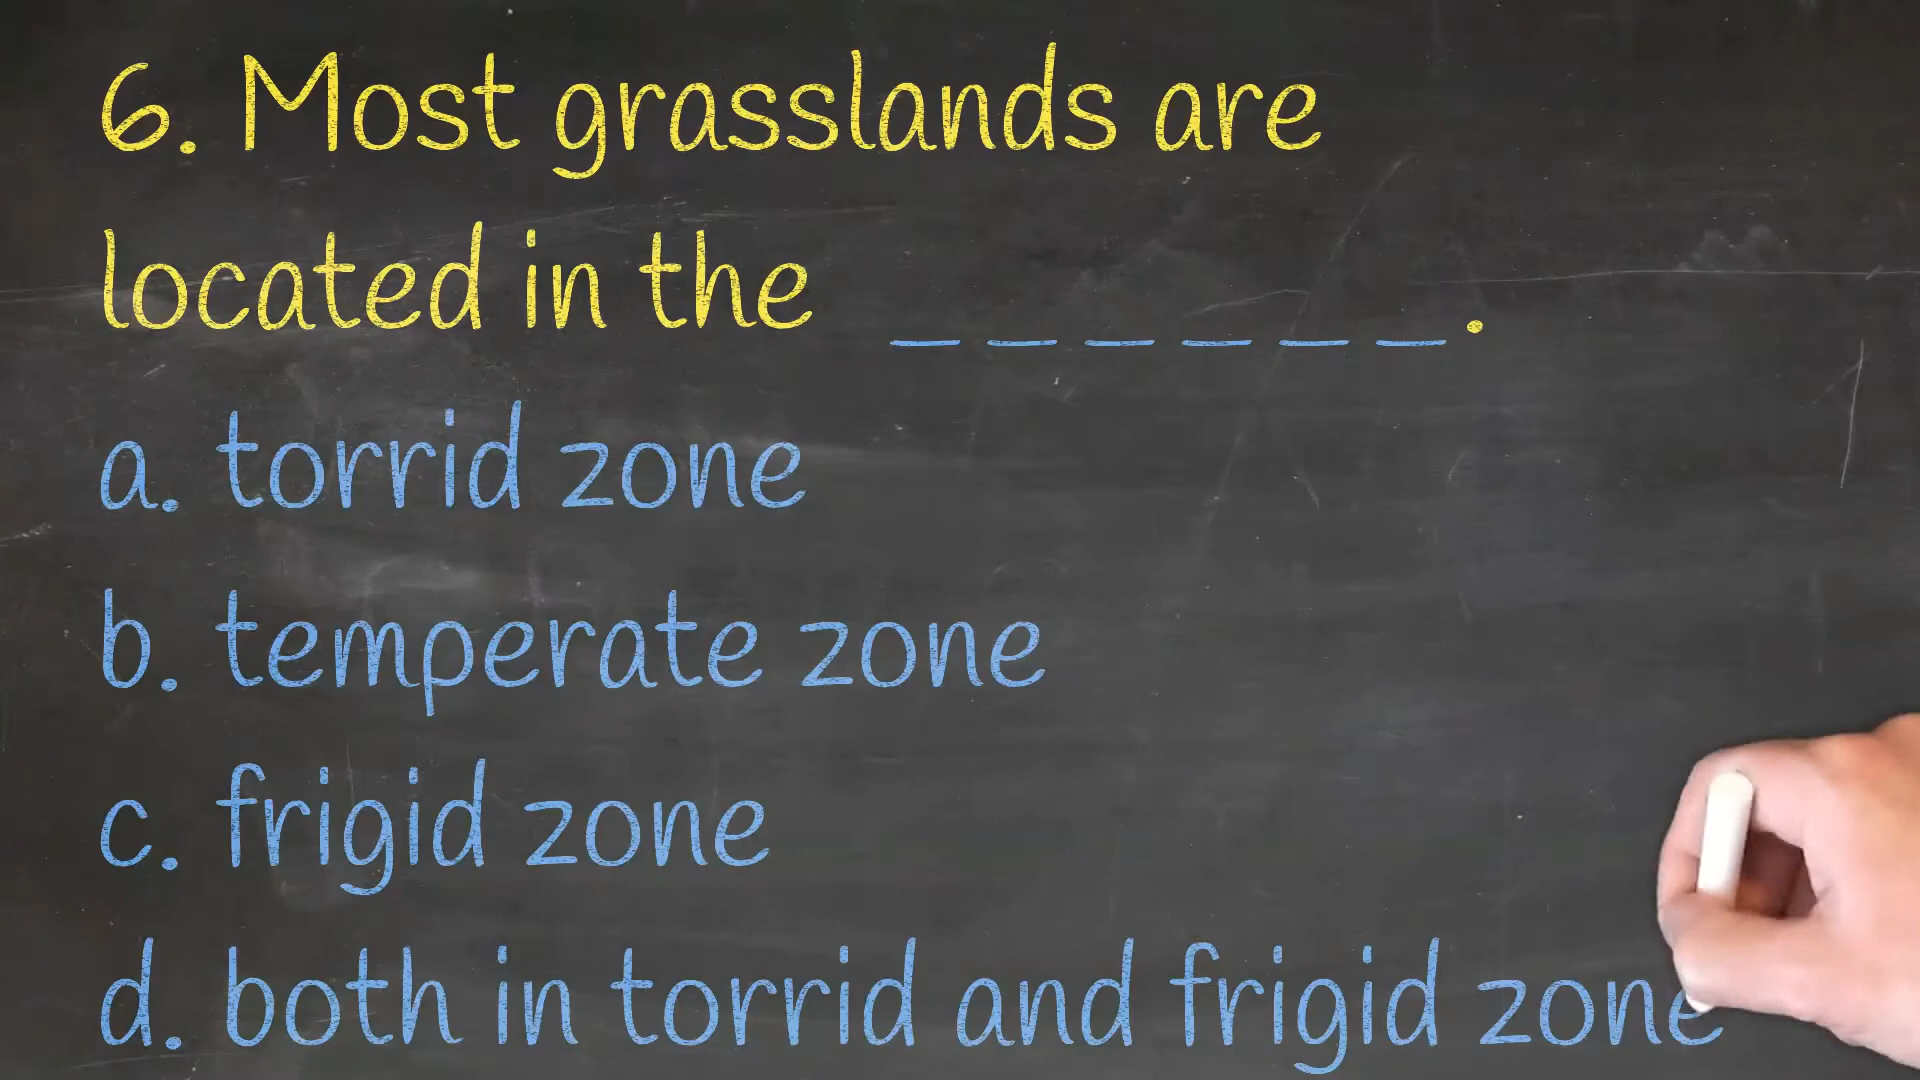 6. Most grasslands are
located in the _ _ _ _ _ _.
a. torrid zone
b. temperate zone
c. frigid zone
d. both in torrid and frigid zone